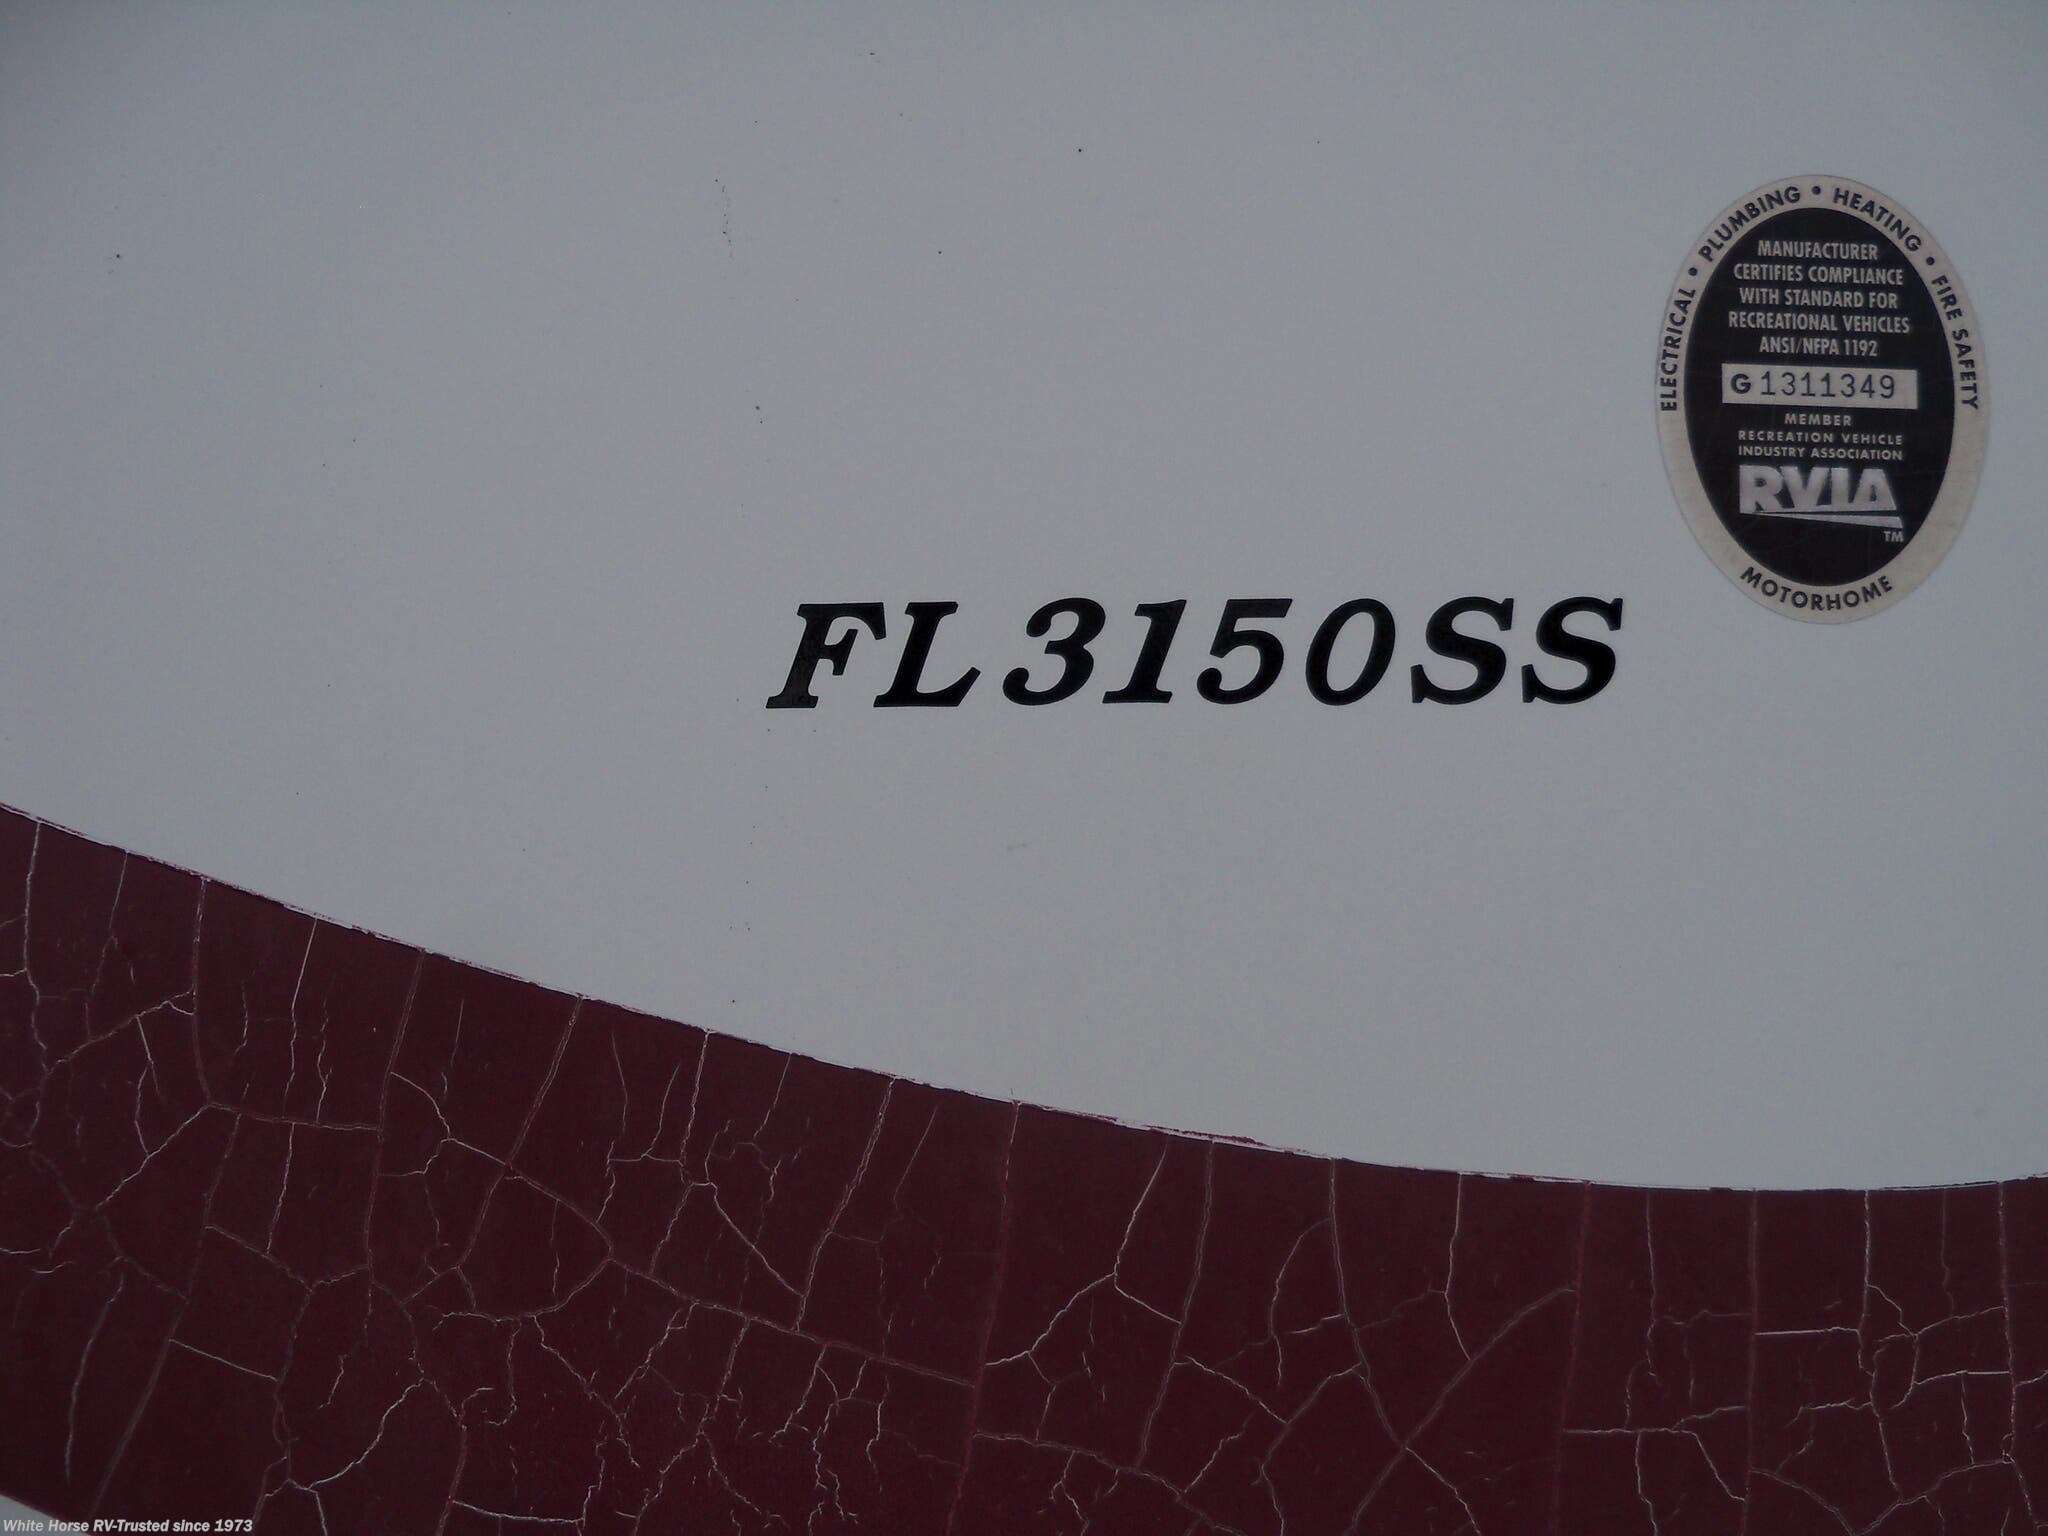 ELECTRICAL • PLUMBING • HEATING • FIRE SAFETY
MANUFACTURER
CERTIFIES COMPLIANCE
WITH STANDARD FOR
RECREATIONAL VEHICLES
ANSI/NFPA 1192
G 1311349
MEMBER
RECREATION VEHICLE
INDUSTRY ASSOCIATION
RVIA
TM
MOTORHOME
FL3150SS
White Horse RV-Trusted since 1973